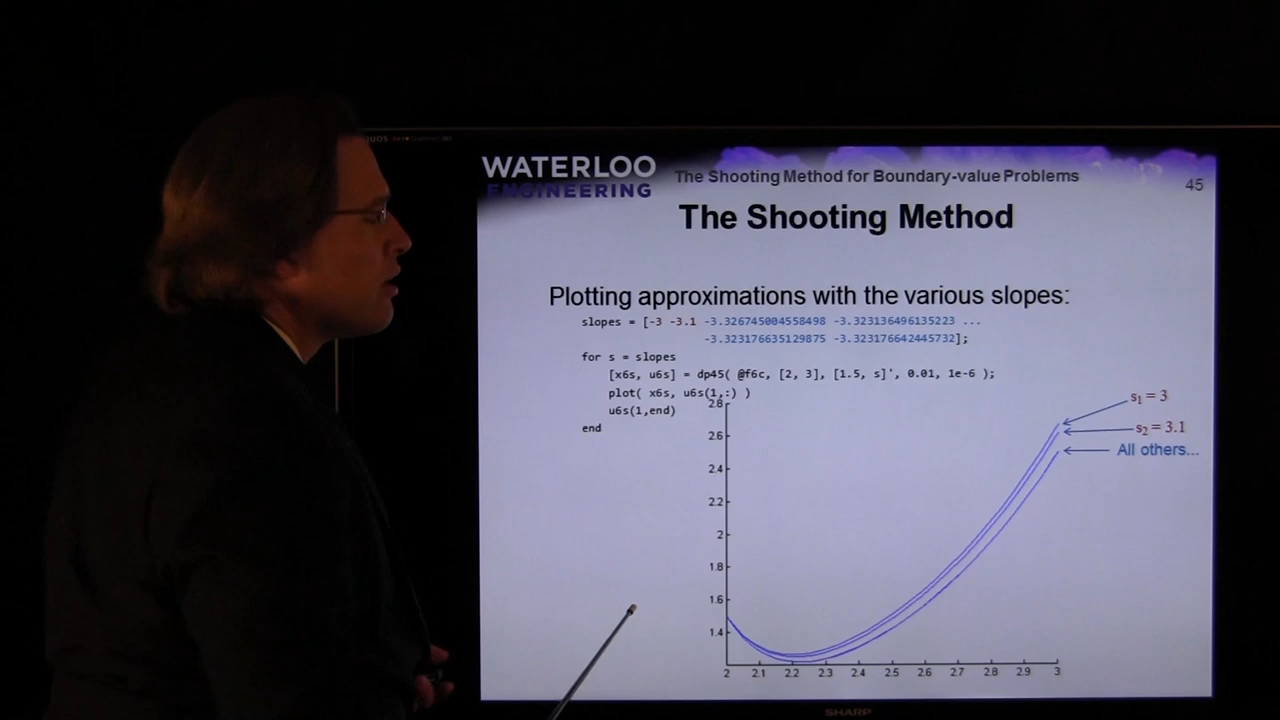 QUOS
WATERLOO
ENGINEERING
The Shooting Method for Boundary-value Problems
45
The Shooting Method
Plotting approximations with the various slopes:
slopes = [-3 -3.1 -3.326745004558498 -3.323136496135223 ...
-3.323176635129875 -3.323176642445732];
for s = slopes
[x6s, u6s] = dp45( @f6c, [2, 3], [1.5, s]', 0.01, 1e-6 );
plot( x6s, u6s(1,:) )
u6s(1,end)
end
s₁ = 3
s₂ = 3.1
All others...
2.8
2.6
2.4
2.2
2
1.8
1.6
1.4
2 2.1 2.2 2.3 2.4 2.5 2.6 2.7 2.8 2.9 3
SHARP